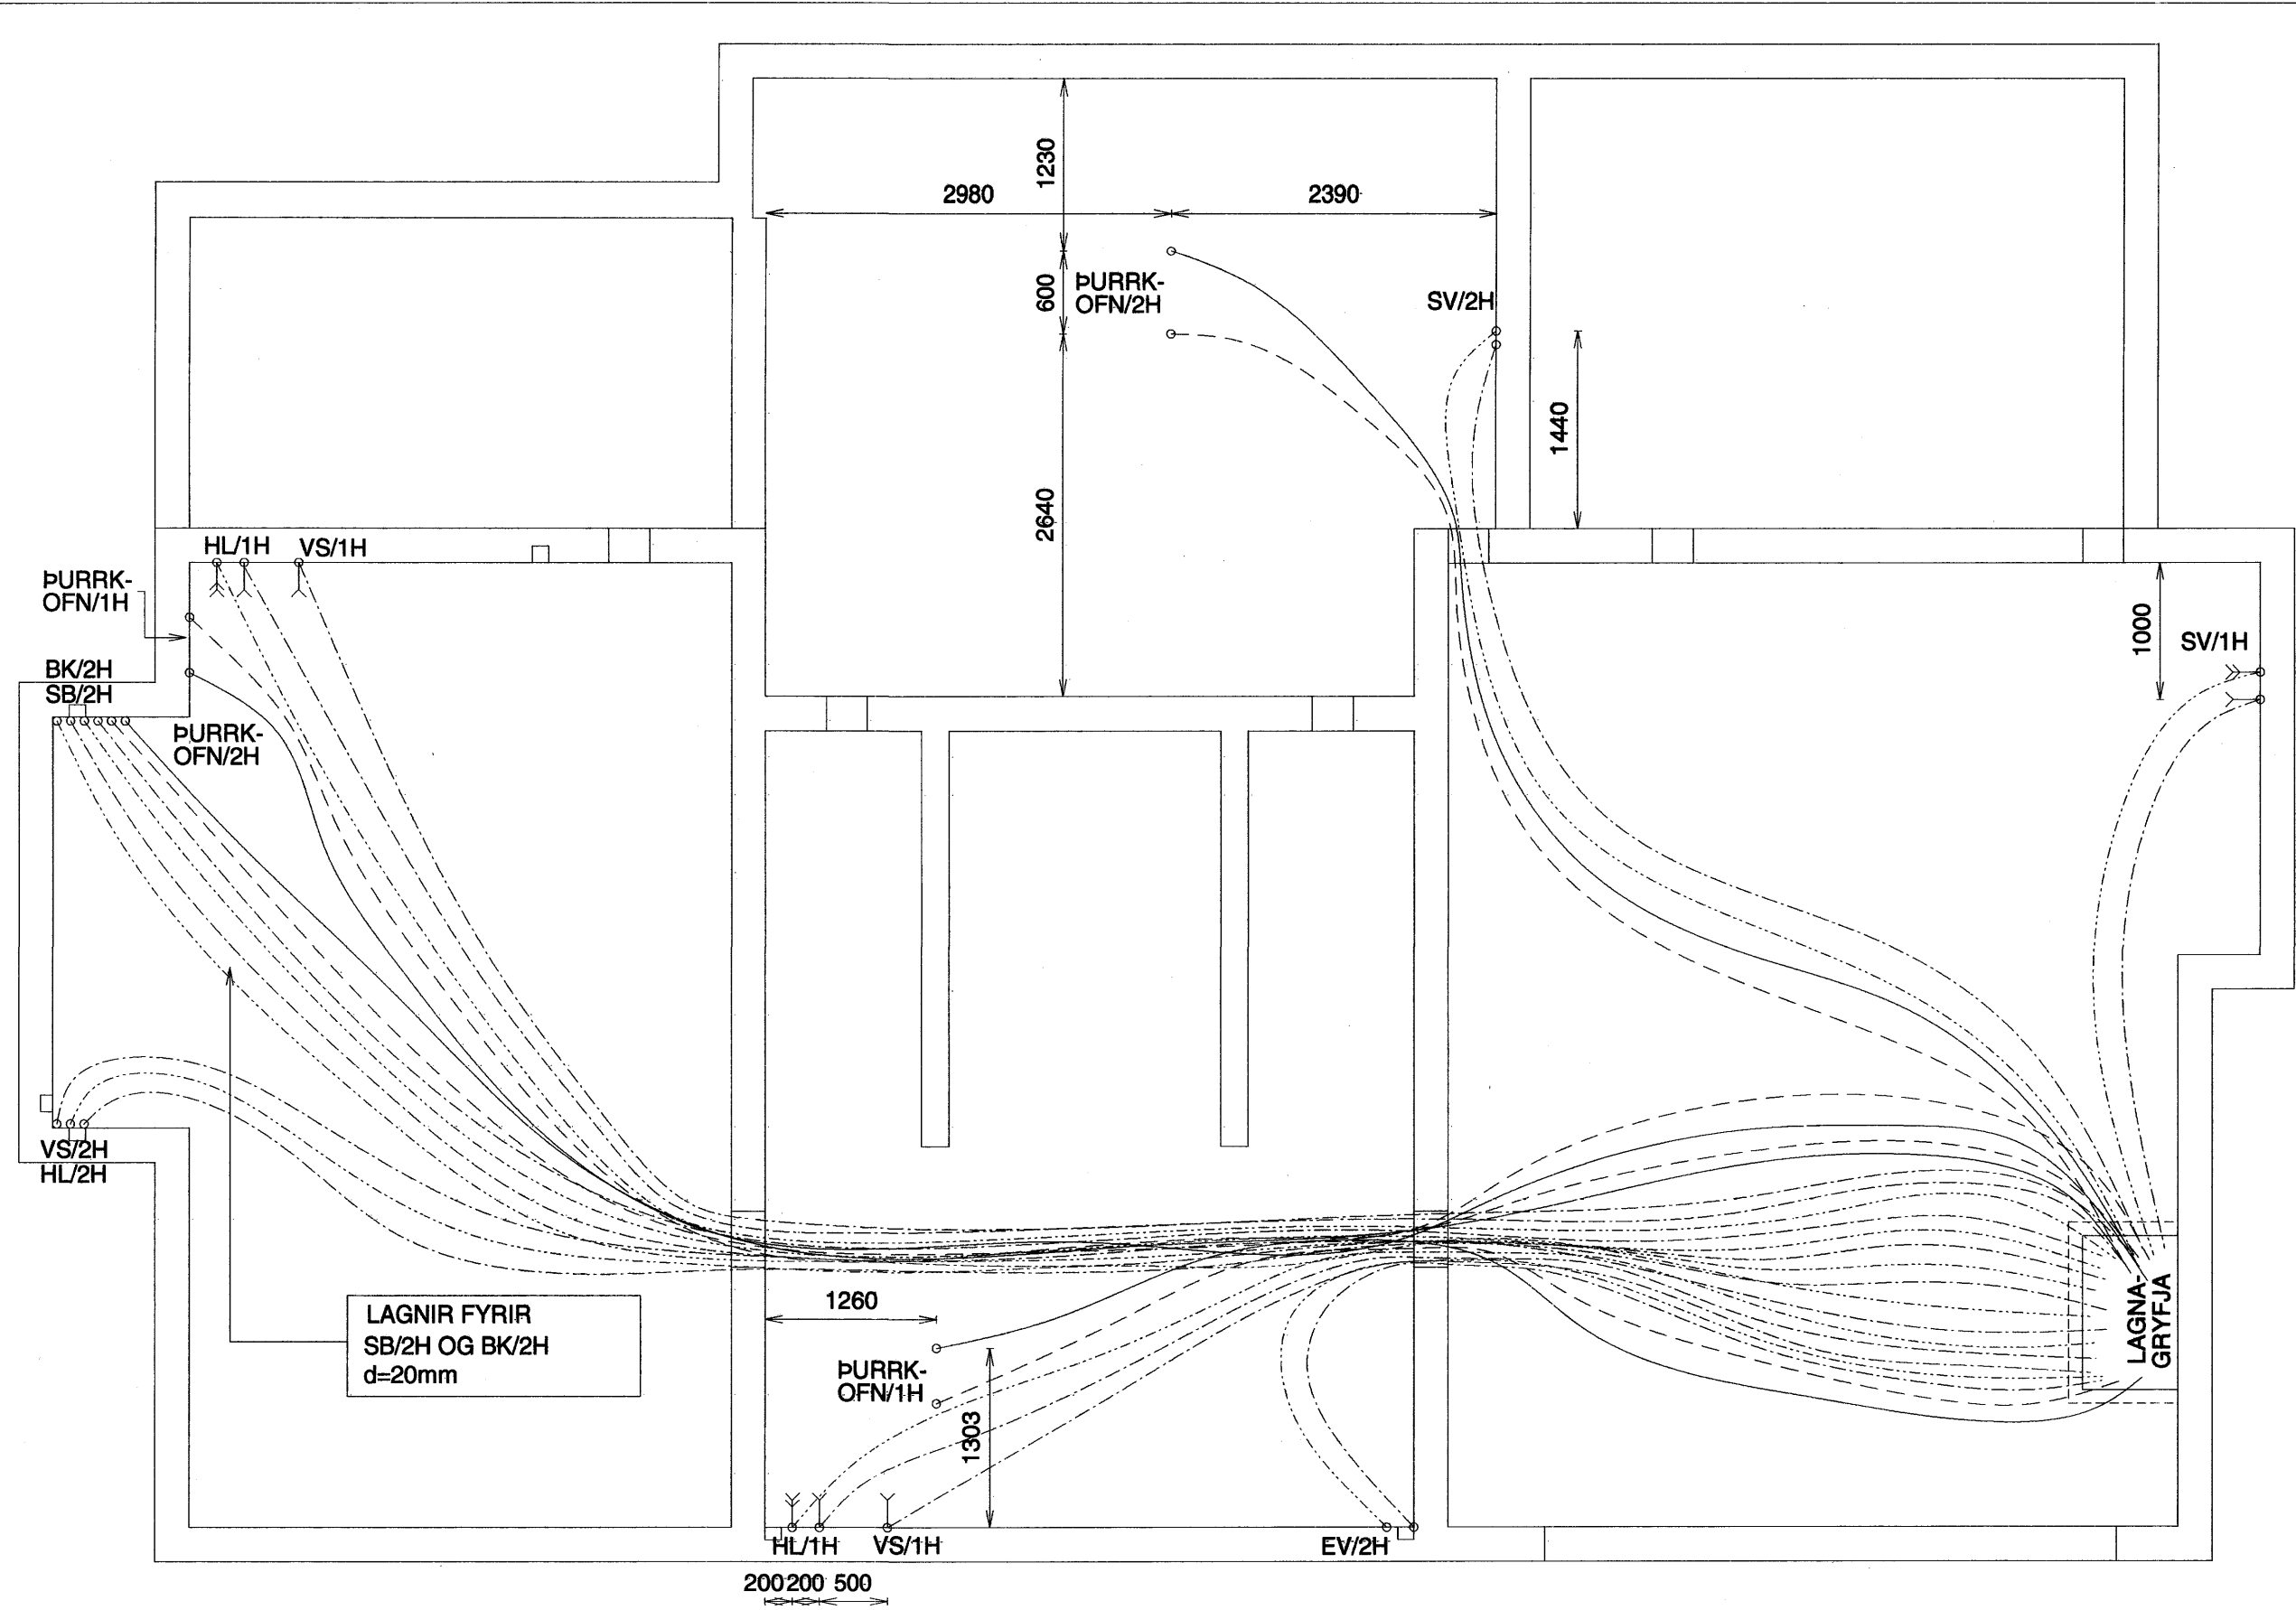 1230
2980
2390
600
ÞURRK-
OFN/2H
SV/2H
1440
2640
HL/1H
VS/1H
ÞURRK-
OFN/1H
1000
SV/1H
BK/2H
SB/2H
ÞURRK-
OFN/2H
VS/2H
HL/2H
LAGNIR FYRIR
SB/2H OG BK/2H
d=20mm
1260
ÞURRK-
OFN/1H
1303
LAGNA-
GRYFJA
HL/1H
VS/1H
EV/2H
200 200 500